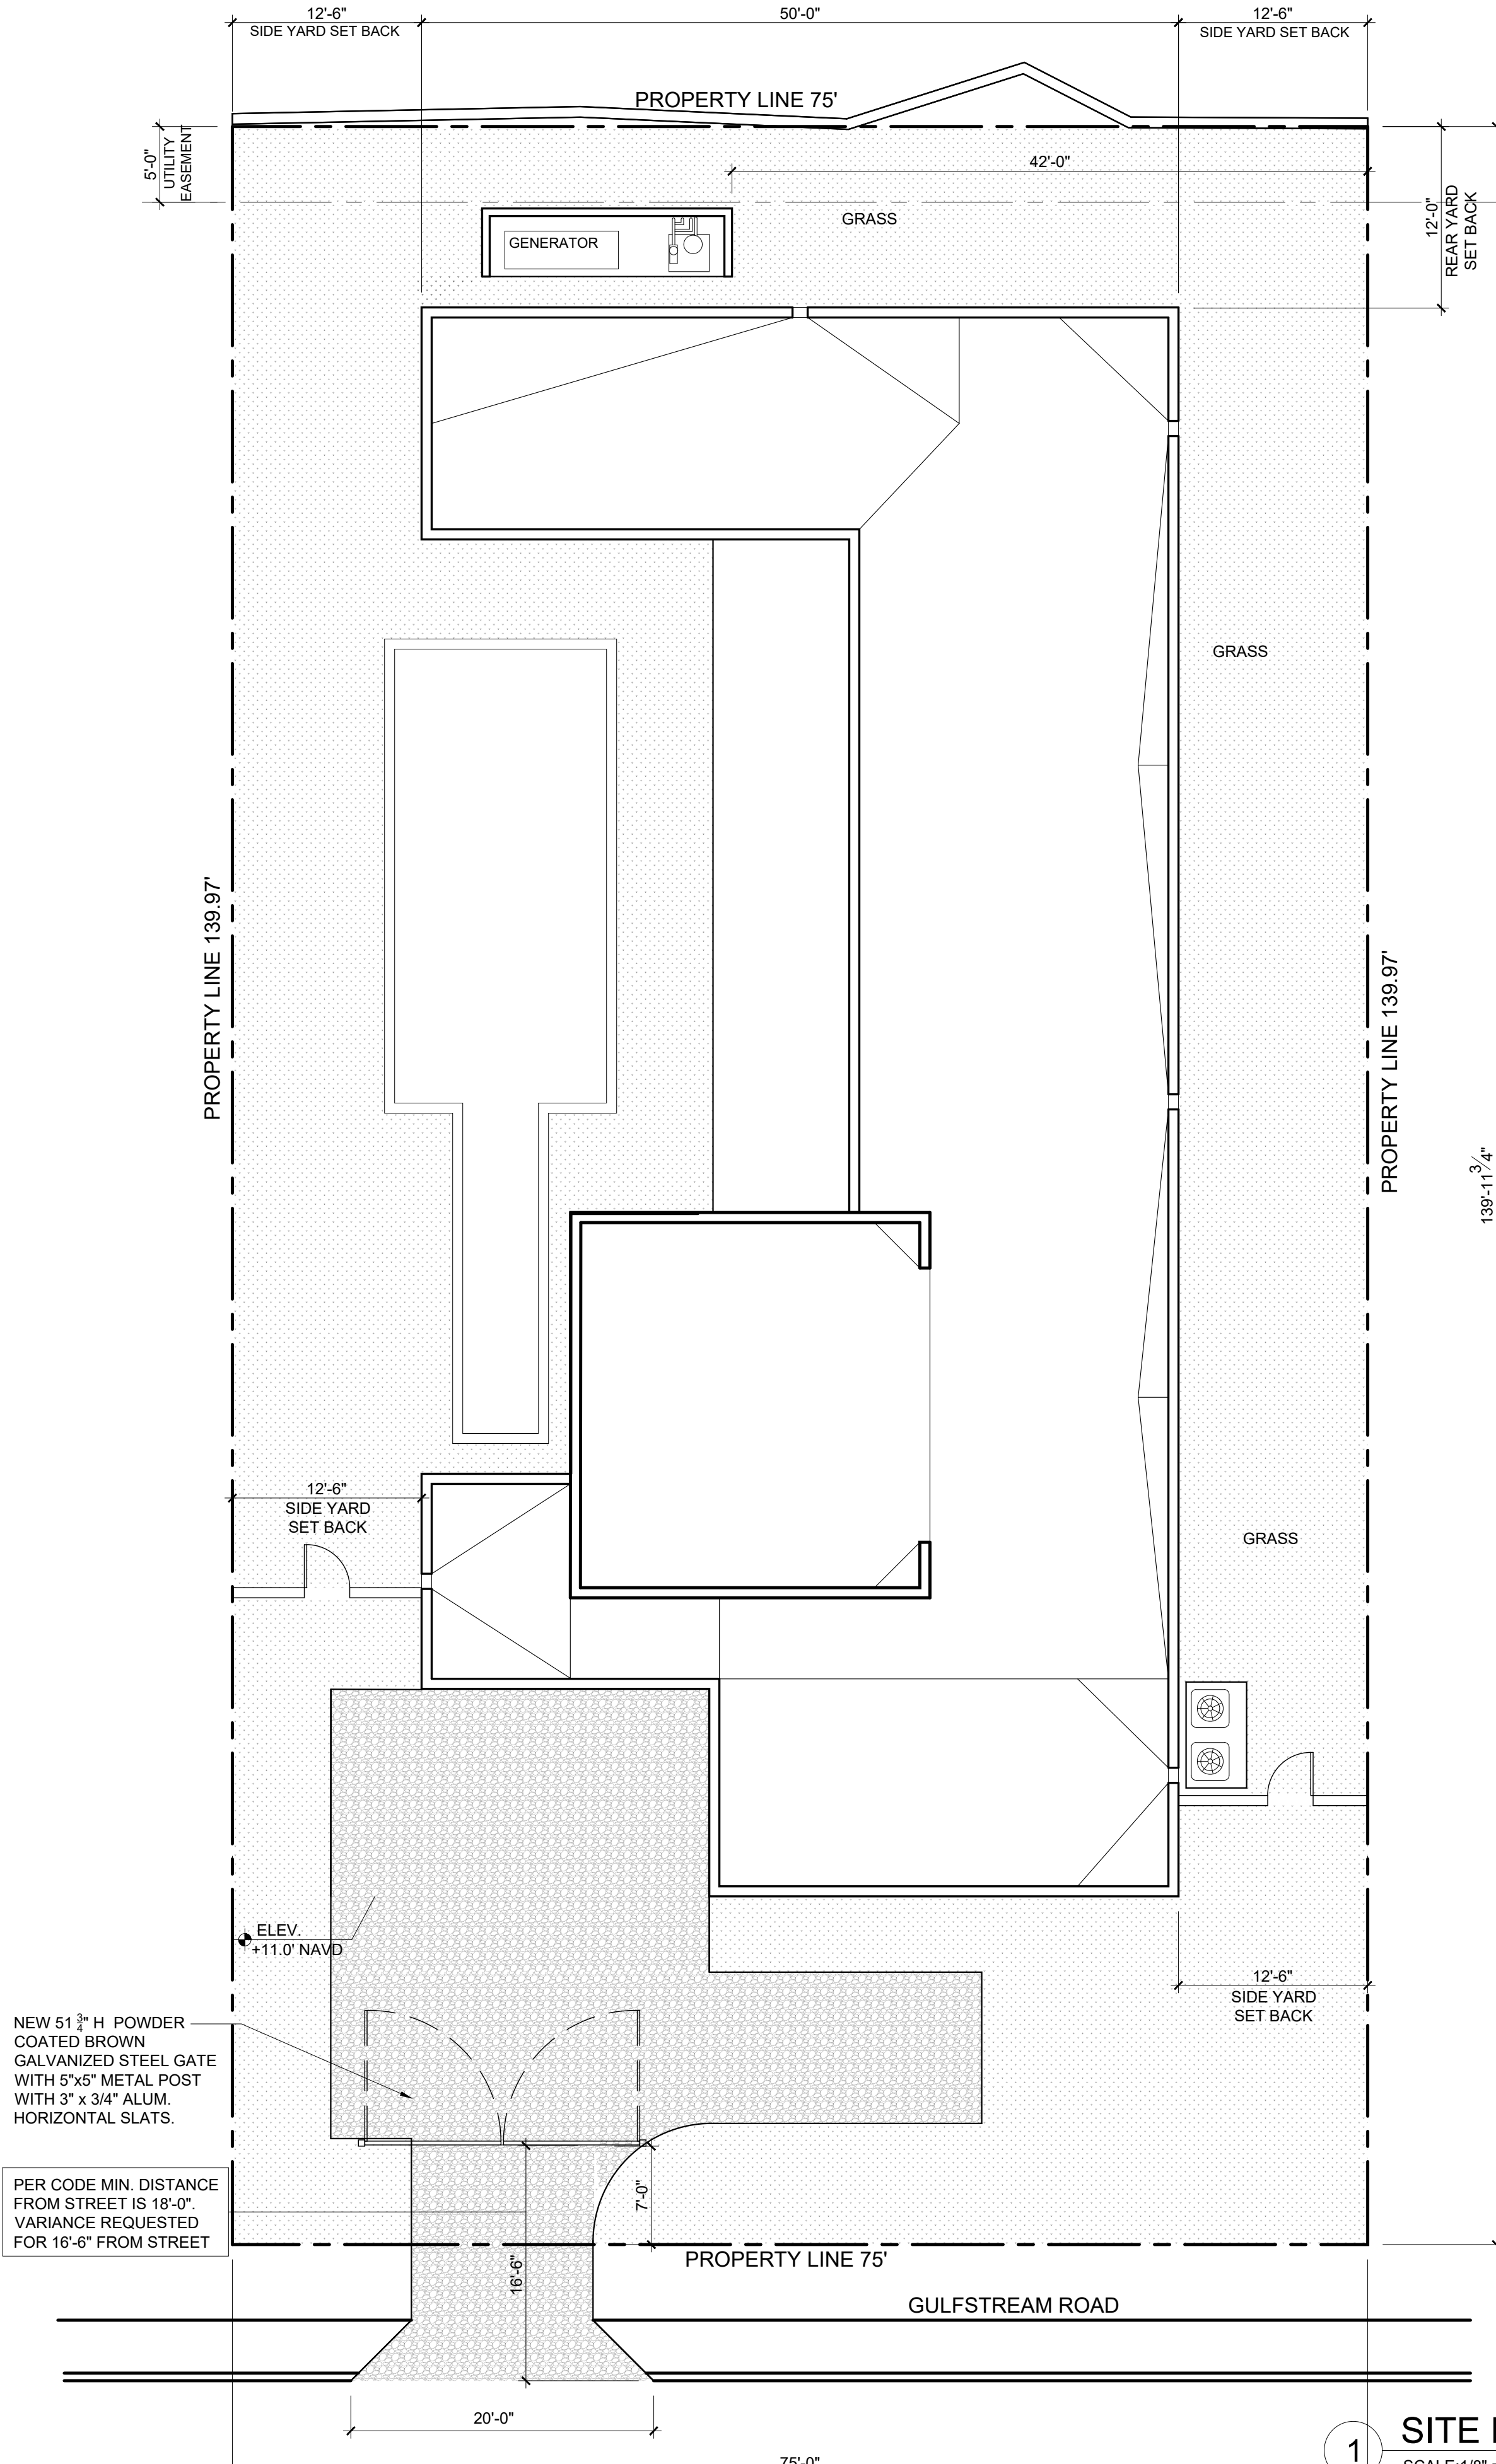 12'-6"
SIDE YARD SET BACK
50'-0"
12'-6"
SIDE YARD SET BACK
PROPERTY LINE 75'
5'-0"
UTILITY
EASEMENT
42'-0"
12'-0"
REAR YARD
SET BACK
GRASS
GENERATOR
GRASS
PROPERTY LINE 139.97'
PROPERTY LINE 139.97'
139'-11 3/4"
12'-6"
SIDE YARD
SET BACK
GRASS
ELEV.
+11.0' NAVD
12'-6"
SIDE YARD
SET BACK
NEW 51 3/4" H POWDER
COATED BROWN
GALVANIZED STEEL GATE
WITH 5"x5" METAL POST
WITH 3" x 3/4" ALUM.
HORIZONTAL SLATS.
PER CODE MIN. DISTANCE
FROM STREET IS 18'-0".
VARIANCE REQUESTED
FOR 16'-6" FROM STREET
7'-0"
16'-6"
PROPERTY LINE 75'
GULFSTREAM ROAD
20'-0"
75'-0"
1
SITE